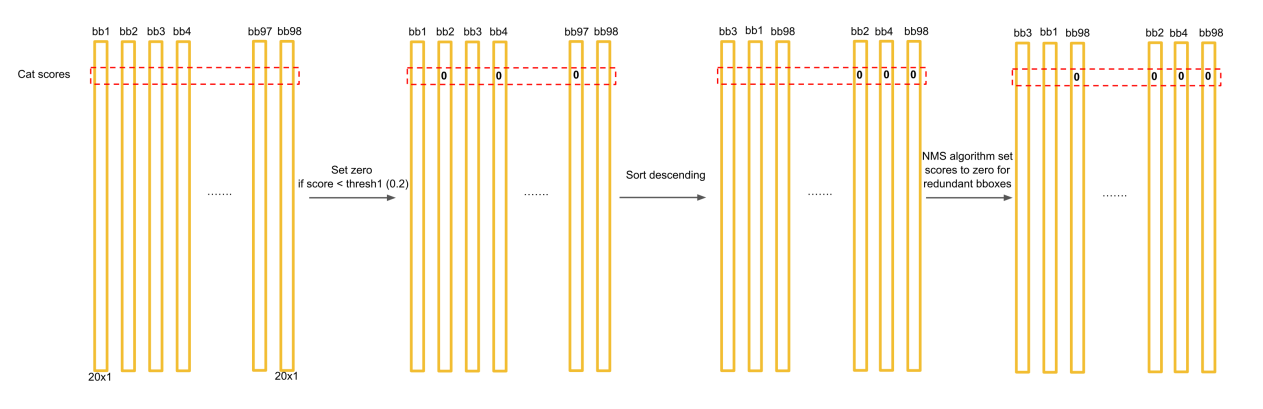 bb1 bb2 bb3 bb4 bb97 bb98
Cat scores
.......
20x1 20x1
Set zero
if score < thresh1 (0.2)
bb1 bb2 bb3 bb4 bb97 bb98
0 0 0
.......
Sort descending
bb3 bb1 bb98 bb2 bb4 bb98
0 0 0
.......
NMS algorithm set
scores to zero for
redundant bboxes
bb3 bb1 bb98 bb2 bb4 bb98
0 0 0 0
.......